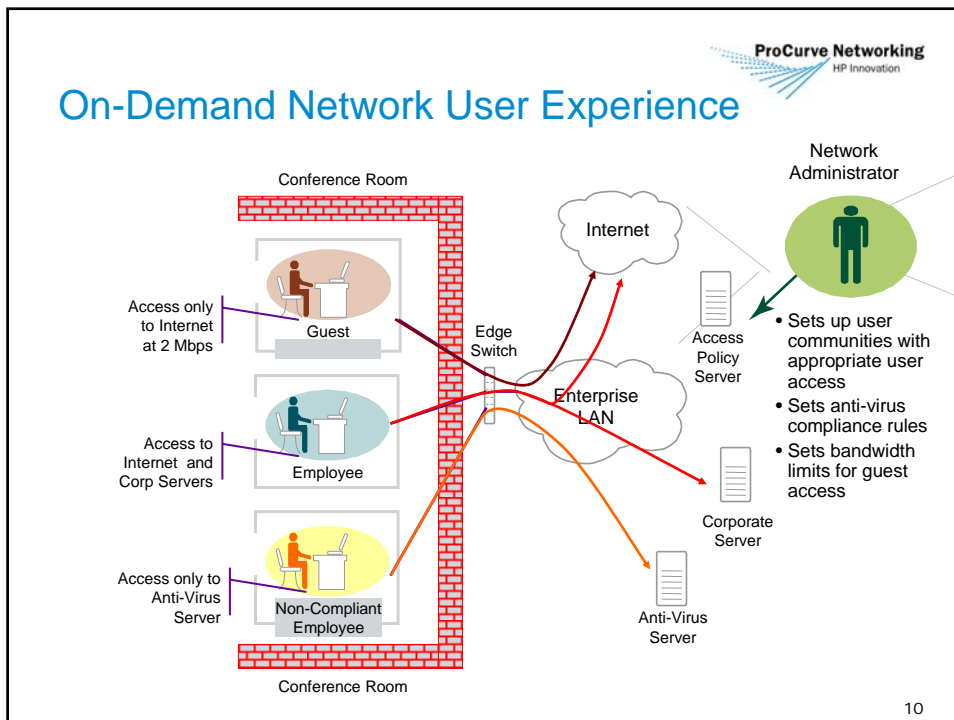 ProCurve Networking
HP Innovation
On-Demand Network User Experience
Network
Administrator
Conference Room
Internet
Access only
to Internet
at 2 Mbps
Guest
Edge
Switch
Access
Policy
Server
• Sets up user
communities with
appropriate user
access
• Sets anti-virus
compliance rules
• Sets bandwidth
limits for guest
access
Enterprise
LAN
Access to
Internet and
Corp Servers
Employee
Corporate
Server
Access only to
Anti-Virus
Server
Non-Compliant
Employee
Anti-Virus
Server
Conference Room
10